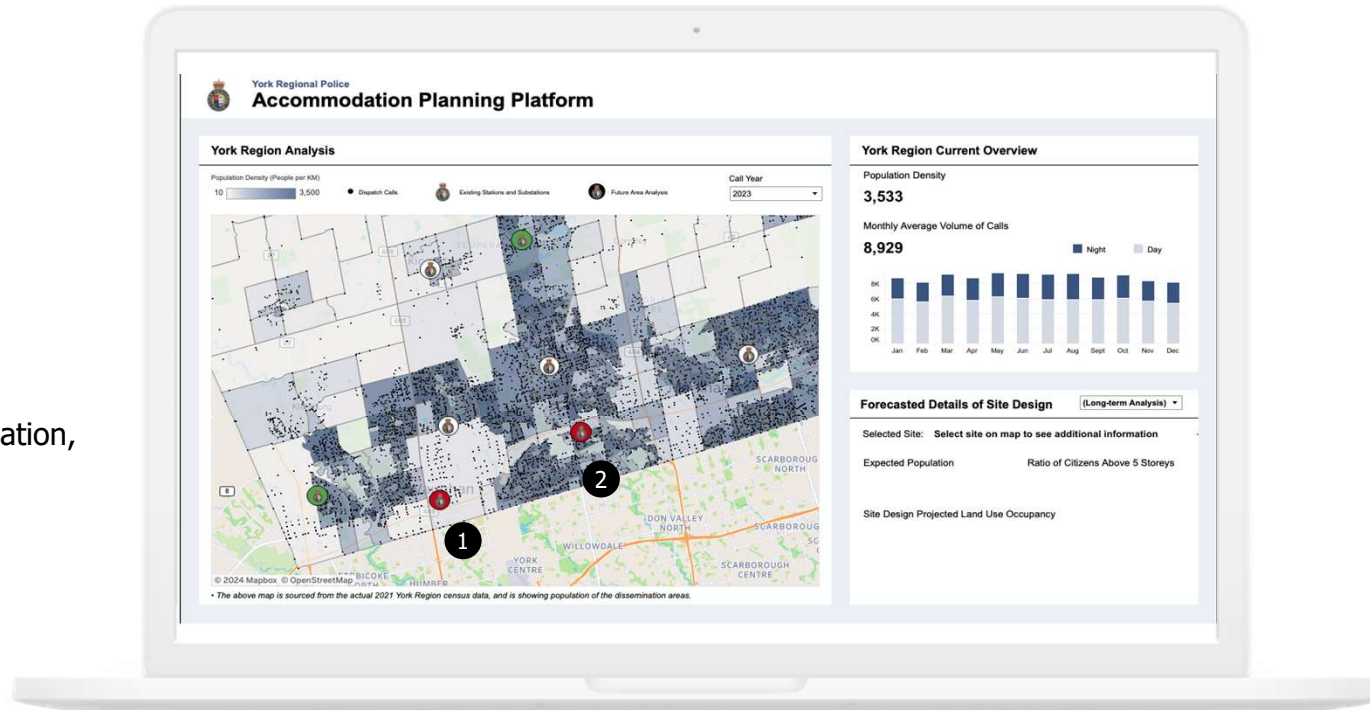 ation,
York Regional Police
Accommodation Planning Platform
York Region Analysis
Population Density (People per KM)
10
3,500
Dispatch Calls
Existing Stations and Substations
Future Area Analysis
Call Year
2023
SCARBOROUG
NORTH
8
2
1
DON VALLEY
NORTH
SCARBOROUG
WILLOWDALE
YORK
CENTRE
SCARBOROUGH
CENTRE
HUMBER
© 2024 Mapbox © OpenStreetMap
• The above map is sourced from the actual 2021 York Region census data, and is showing population of the dissemination areas.
York Region Current Overview
Population Density
3,533
Monthly Average Volume of Calls
8,929
Night
Day
8K
6K
4K
2K
0K
Jan Feb Mar Apr May Jun Jul Aug Sept Oct Nov Dec
Forecasted Details of Site Design
(Long-term Analysis)
Selected Site: Select site on map to see additional information
Expected Population
Ratio of Citizens Above 5 Storeys
Site Design Projected Land Use Occupancy